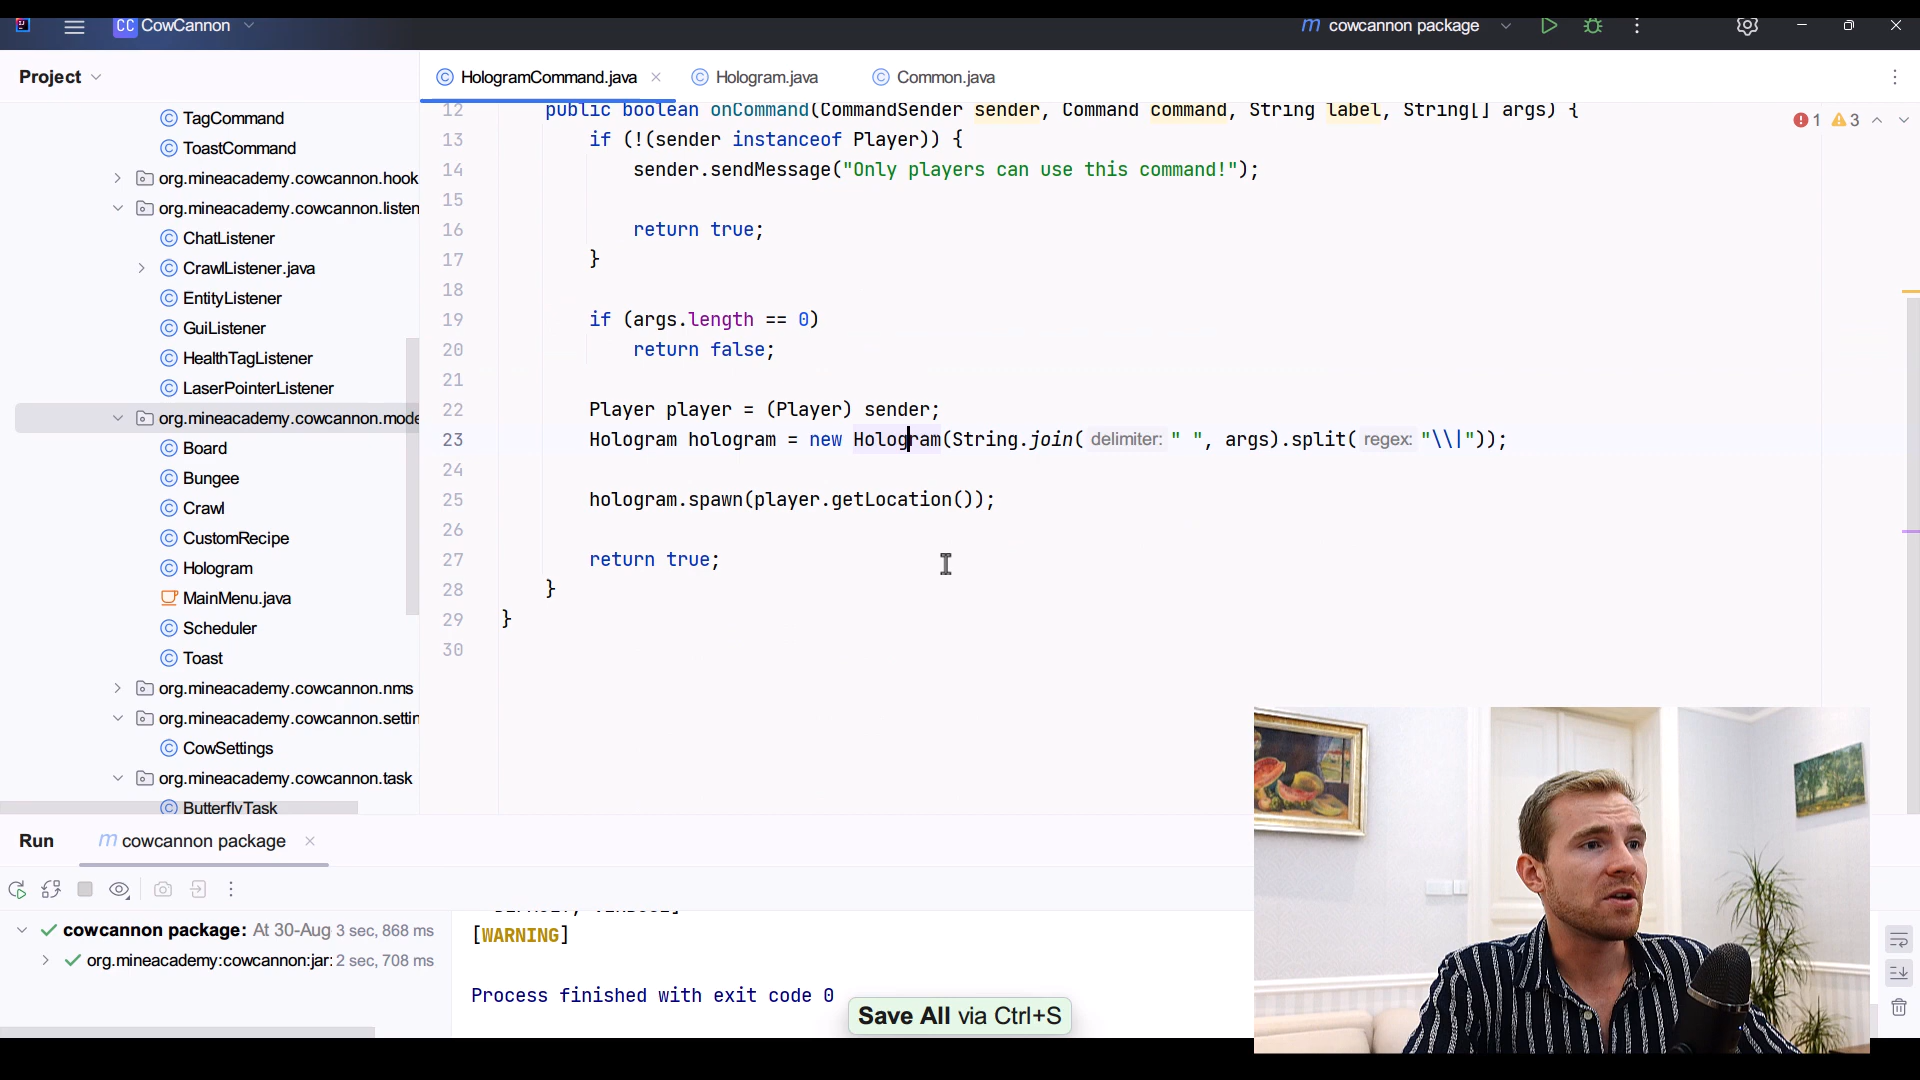 CC CowCannon
cowcannon package
Project
HologramCommand.java
Hologram.java
Common.java
TagCommand
ToastCommand
org.mineacademy.cowcannon.hook
org.mineacademy.cowcannon.listen
ChatListener
CrawlListener.java
EntityListener
GuiListener
HealthTagListener
LaserPointerListener
org.mineacademy.cowcannon.mode
Board
Bungee
Crawl
CustomRecipe
Hologram
MainMenu.java
Scheduler
Toast
org.mineacademy.cowcannon.nms
org.mineacademy.cowcannon.settin
CowSettings
org.mineacademy.cowcannon.task
ButterflyTask
1 3
12 public boolean onCommand(CommandSender sender, Command command, String label, String[] args) {
13 if (!(sender instanceof Player)) {
14 sender.sendMessage("Only players can use this command!");
15
16 return true;
17 }
18
19 if (args.length == 0)
20 return false;
21
22 Player player = (Player) sender;
23 Hologram hologram = new Hologram(String.join( delimiter: " ", args).split( regex: "\\|"));
24
25 hologram.spawn(player.getLocation());
26
27 return true;
28 }
29 }
30
Run
cowcannon package
cowcannon package: At 30-Aug 3 sec, 868 ms
org.mineacademy:cowcannon:jar: 2 sec, 708 ms
[WARNING]
Process finished with exit code 0
Save All via Ctrl+S